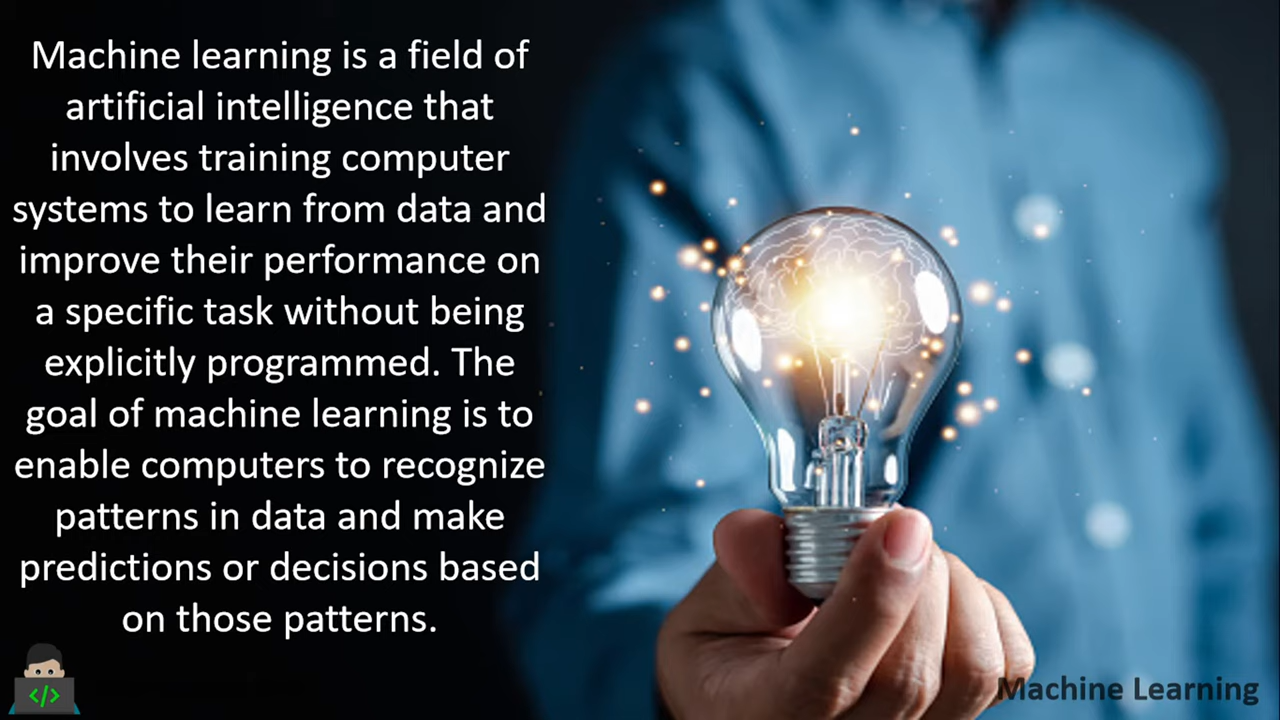 Machine learning is a field of
artificial intelligence that
involves training computer
systems to learn from data and
improve their performance on
a specific task without being
explicitly programmed. The
goal of machine learning is to
enable computers to recognize
patterns in data and make
predictions or decisions based
on those patterns.
</>
Machine Learning